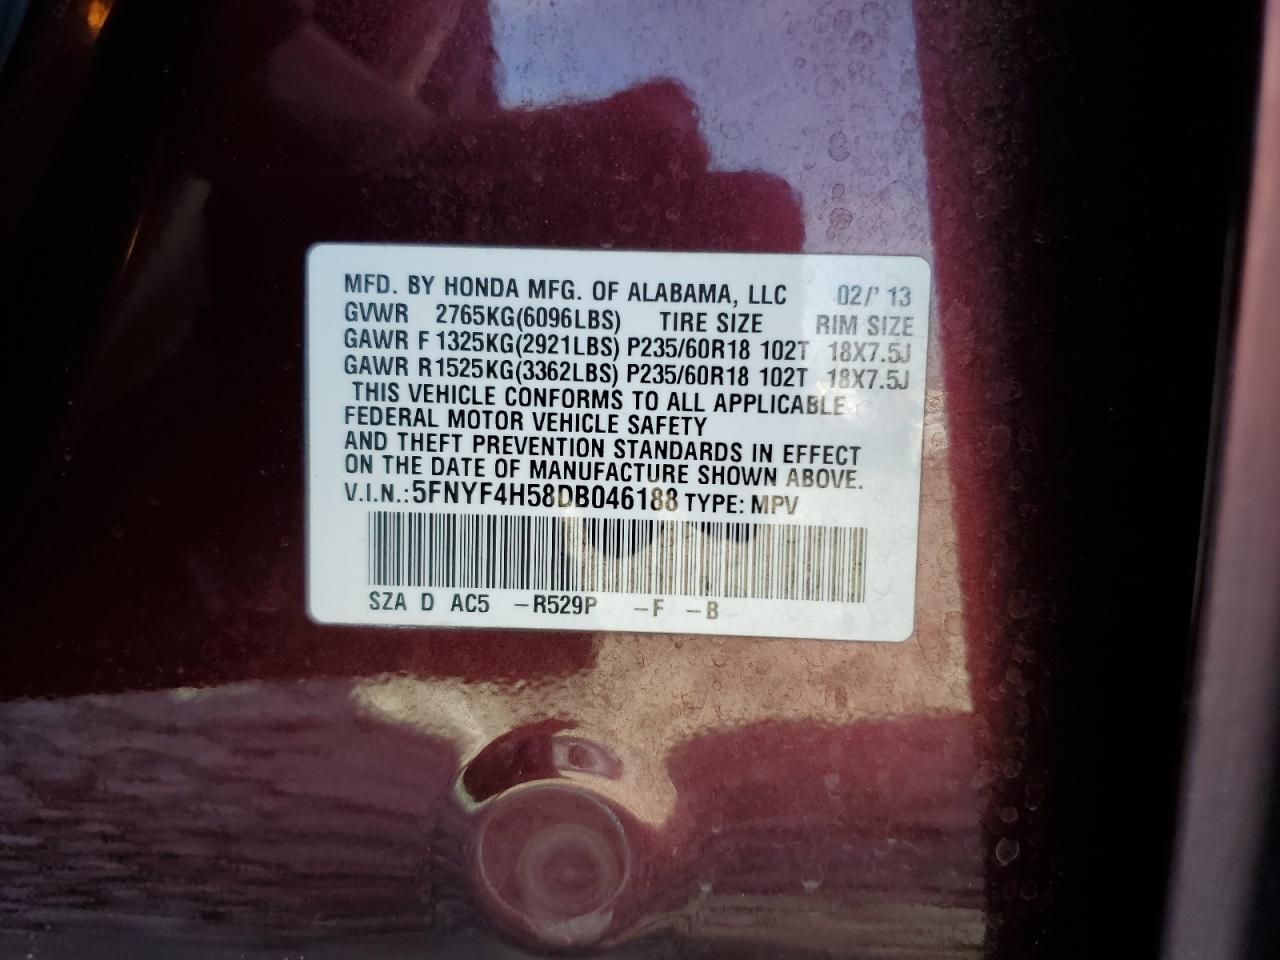 MFD. BY HONDA MFG. OF ALABAMA, LLC 02/' 13
GVWR 2765KG(6096LBS) TIRE SIZE RIM SIZE
GAWR F 1325KG(2921LBS) P235/60R18 102T 18X7.5J
GAWR R 1525KG(3362LBS) P235/60R18 102T 18X7.5J
THIS VEHICLE CONFORMS TO ALL APPLICABLE
FEDERAL MOTOR VEHICLE SAFETY
AND THEFT PREVENTION STANDARDS IN EFFECT
ON THE DATE OF MANUFACTURE SHOWN ABOVE.
V.I.N.: 5FNYF4H58DB046188 TYPE: MPV
SZA D AC5 -R529P -F -B